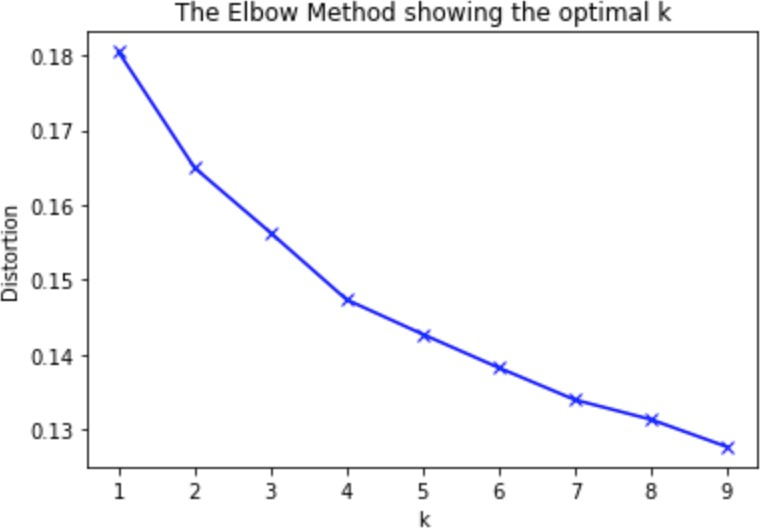 The Elbow Method showing the optimal k
0.18
0.17
0.16
0.15
0.14
0.13
Distortion
1 2 3 4 5 6 7 8 9
k